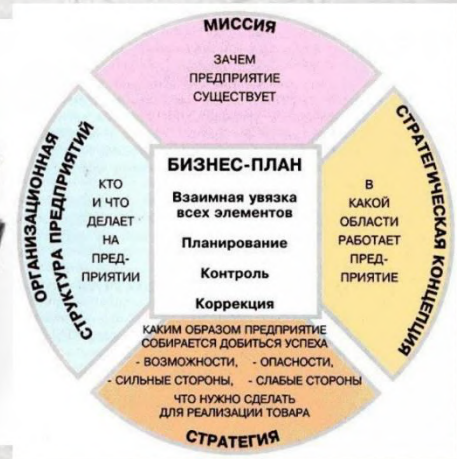 МИССИЯ
ЗАЧЕМ
ПРЕДПРИЯТИЕ
СУЩЕСТВУЕТ
ОРГАНИЗАЦИОННАЯ
СТРУКТУРА ПРЕДПРИЯТИЙ
КТО
И ЧТО
ДЕЛАЕТ
НА
ПРЕД-
ПРИЯТИИ
БИЗНЕС-ПЛАН
Взаимная увязка
всех элементов
Планирование
Контроль
Коррекция
СТРАТЕГИЧЕСКАЯ КОНЦЕПЦИЯ
В
КАКОЙ
ОБЛАСТИ
РАБОТАЕТ
ПРЕД-
ПРИЯТИЕ
КАКИМ ОБРАЗОМ ПРЕДПРИЯТИЕ
СОБИРАЕТСЯ ДОБИТЬСЯ УСПЕХА
- ВОЗМОЖНОСТИ, - ОПАСНОСТИ,
- СИЛЬНЫЕ СТОРОНЫ, - СЛАБЫЕ СТОРОНЫ
ЧТО НУЖНО СДЕЛАТЬ
ДЛЯ РЕАЛИЗАЦИИ ТОВАРА
СТРАТЕГИЯ